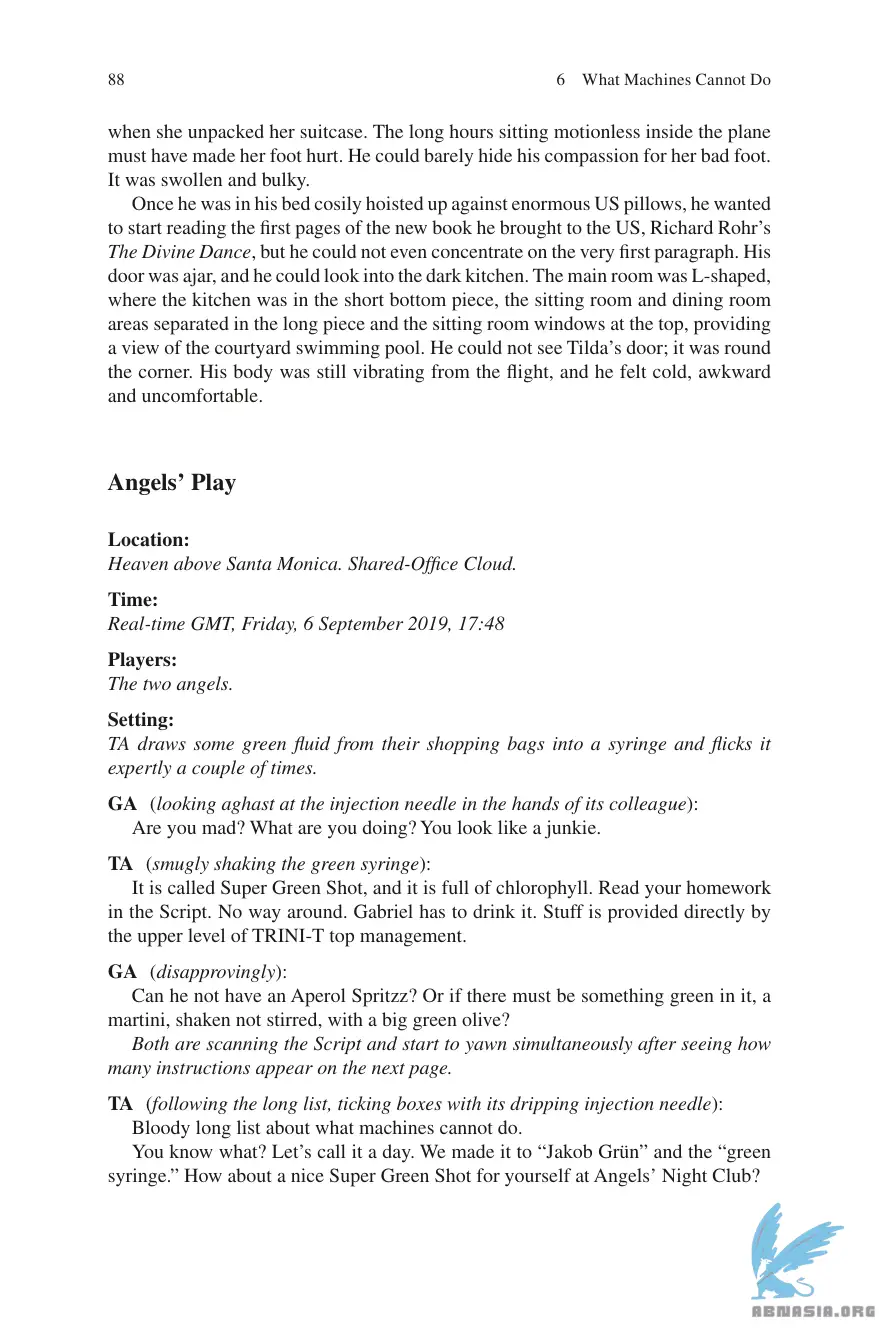 88
6 What Machines Cannot Do
when she unpacked her suitcase. The long hours sitting motionless inside the plane
must have made her foot hurt. He could barely hide his compassion for her bad foot.
It was swollen and bulky.
Once he was in his bed cosily hoisted up against enormous US pillows, he wanted
to start reading the first pages of the new book he brought to the US, Richard Rohr’s
The Divine Dance, but he could not even concentrate on the very first paragraph. His
door was ajar, and he could look into the dark kitchen. The main room was L-shaped,
where the kitchen was in the short bottom piece, the sitting room and dining room
areas separated in the long piece and the sitting room windows at the top, providing
a view of the courtyard swimming pool. He could not see Tilda’s door; it was round
the corner. His body was still vibrating from the flight, and he felt cold, awkward
and uncomfortable.
Angels’ Play
Location:
Heaven above Santa Monica. Shared-Office Cloud.
Time:
Real-time GMT, Friday, 6 September 2019, 17:48
Players:
The two angels.
Setting:
TA draws some green fluid from their shopping bags into a syringe and flicks it
expertly a couple of times.
GA (looking aghast at the injection needle in the hands of its colleague):
Are you mad? What are you doing? You look like a junkie.
TA (smugly shaking the green syringe):
It is called Super Green Shot, and it is full of chlorophyll. Read your homework
in the Script. No way around. Gabriel has to drink it. Stuff is provided directly by
the upper level of TRINI-T top management.
GA (disapprovingly):
Can he not have an Aperol Spritzz? Or if there must be something green in it, a
martini, shaken not stirred, with a big green olive?
Both are scanning the Script and start to yawn simultaneously after seeing how
many instructions appear on the next page.
TA (following the long list, ticking boxes with its dripping injection needle):
Bloody long list about what machines cannot do.
You know what? Let’s call it a day. We made it to “Jakob Grün” and the “green
syringe.” How about a nice Super Green Shot for yourself at Angels’ Night Club?
ABNASIA.ORG